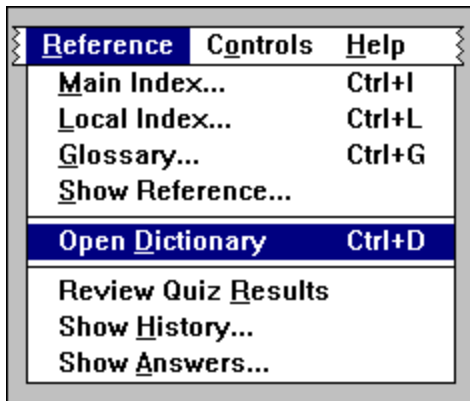 Reference Controls Help
Main Index... Ctrl+I
Local Index... Ctrl+L
Glossary... Ctrl+G
Show Reference...
Open Dictionary Ctrl+D
Review Quiz Results
Show History...
Show Answers...